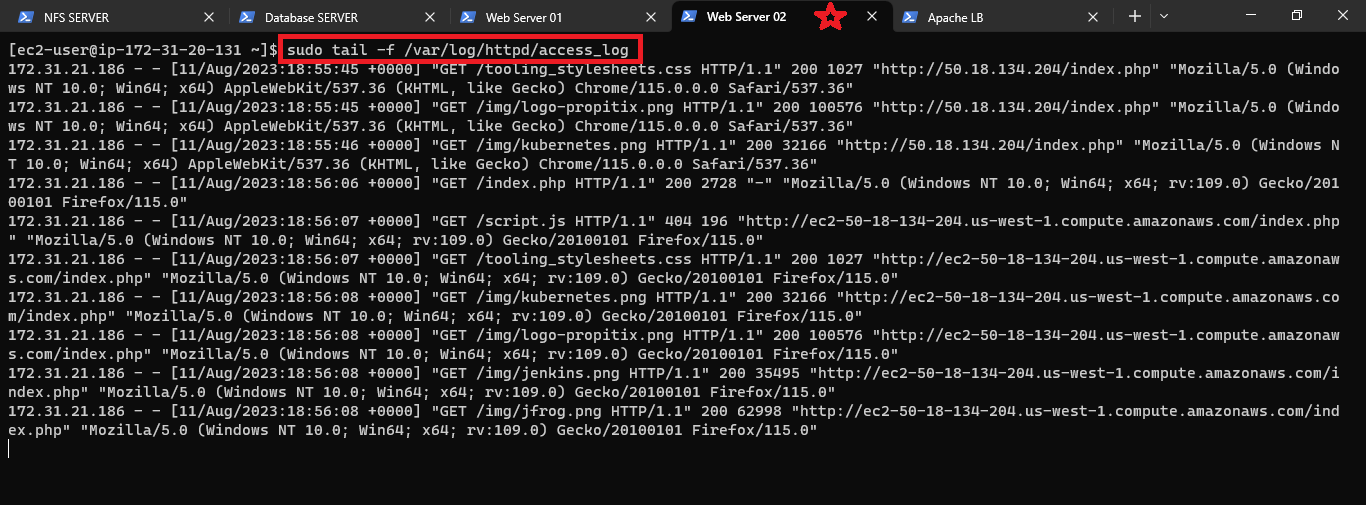 NFS SERVER
Database SERVER
Web Server 01
Web Server 02
Apache LB
[ec2-user@ip-172-31-20-131 ~]$ sudo tail -f /var/log/httpd/access_log
172.31.21.186 - - [11/Aug/2023:18:55:45 +0000] "GET /tooling_stylesheets.css HTTP/1.1" 200 1027 "http://50.18.134.204/index.php" "Mozilla/5.0 (Windo
ws NT 10.0; Win64; x64) AppleWebKit/537.36 (KHTML, like Gecko) Chrome/115.0.0.0 Safari/537.36"
172.31.21.186 - - [11/Aug/2023:18:55:45 +0000] "GET /img/logo-propitix.png HTTP/1.1" 200 100576 "http://50.18.134.204/index.php" "Mozilla/5.0 (Windo
ws NT 10.0; Win64; x64) AppleWebKit/537.36 (KHTML, like Gecko) Chrome/115.0.0.0 Safari/537.36"
172.31.21.186 - - [11/Aug/2023:18:55:46 +0000] "GET /img/kubernetes.png HTTP/1.1" 200 32166 "http://50.18.134.204/index.php" "Mozilla/5.0 (Windows N
T 10.0; Win64; x64) AppleWebKit/537.36 (KHTML, like Gecko) Chrome/115.0.0.0 Safari/537.36"
172.31.21.186 - - [11/Aug/2023:18:56:06 +0000] "GET /index.php HTTP/1.1" 200 2728 "-" "Mozilla/5.0 (Windows NT 10.0; Win64; x64; rv:109.0) Gecko/201
00101 Firefox/115.0"
172.31.21.186 - - [11/Aug/2023:18:56:07 +0000] "GET /script.js HTTP/1.1" 404 196 "http://ec2-50-18-134-204.us-west-1.compute.amazonaws.com/index.php
" "Mozilla/5.0 (Windows NT 10.0; Win64; x64; rv:109.0) Gecko/20100101 Firefox/115.0"
172.31.21.186 - - [11/Aug/2023:18:56:07 +0000] "GET /tooling_stylesheets.css HTTP/1.1" 200 1027 "http://ec2-50-18-134-204.us-west-1.compute.amazonaw
s.com/index.php" "Mozilla/5.0 (Windows NT 10.0; Win64; x64; rv:109.0) Gecko/20100101 Firefox/115.0"
172.31.21.186 - - [11/Aug/2023:18:56:08 +0000] "GET /img/kubernetes.png HTTP/1.1" 200 32166 "http://ec2-50-18-134-204.us-west-1.compute.amazonaws.co
m/index.php" "Mozilla/5.0 (Windows NT 10.0; Win64; x64; rv:109.0) Gecko/20100101 Firefox/115.0"
172.31.21.186 - - [11/Aug/2023:18:56:08 +0000] "GET /img/logo-propitix.png HTTP/1.1" 200 100576 "http://ec2-50-18-134-204.us-west-1.compute.amazonaw
s.com/index.php" "Mozilla/5.0 (Windows NT 10.0; Win64; x64; rv:109.0) Gecko/20100101 Firefox/115.0"
172.31.21.186 - - [11/Aug/2023:18:56:08 +0000] "GET /img/jenkins.png HTTP/1.1" 200 35495 "http://ec2-50-18-134-204.us-west-1.compute.amazonaws.com/i
ndex.php" "Mozilla/5.0 (Windows NT 10.0; Win64; x64; rv:109.0) Gecko/20100101 Firefox/115.0"
172.31.21.186 - - [11/Aug/2023:18:56:08 +0000] "GET /img/jfrog.png HTTP/1.1" 200 62998 "http://ec2-50-18-134-204.us-west-1.compute.amazonaws.com/ind
ex.php" "Mozilla/5.0 (Windows NT 10.0; Win64; x64; rv:109.0) Gecko/20100101 Firefox/115.0"